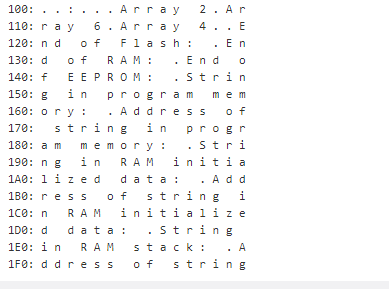 100: . . : . . . A r r a y   2 . A r
110: r a y   6 . A r r a y   4 . . E
120: n d   o f   F l a s h :   . E n
130: d   o f   R A M :   . E n d   o
140: f   E E P R O M :   . S t r i n
150: g   i n   p r o g r a m   m e m
160: o r y :   . A d d r e s s   o f
170:   s t r i n g   i n   p r o g r
180: a m   m e m o r y :   . S t r i
190: n g   i n   R A M   i n i t i a
1A0: l i z e d   d a t a :   . A d d
1B0: r e s s   o f   s t r i n g   i
1C0: n   R A M   i n i t i a l i z e
1D0: d   d a t a :   . S t r i n g
1E0: i n   R A M   s t a c k :   . A
1F0: d d r e s s   o f   s t r i n g